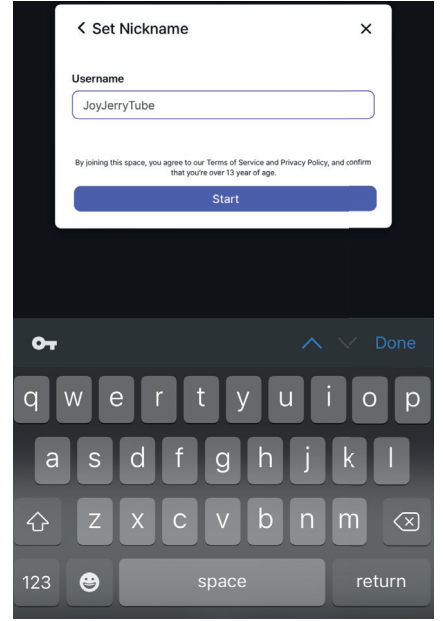 Set Nickname
Username
JoyJerryTube
By joining this space, you agree to our Terms of Service and Privacy Policy, and confirm
that you're over 13 year of age.
Start
Done
q w e r t y u i o p
a s d f g h j k l
z x c v b n m
123 space return